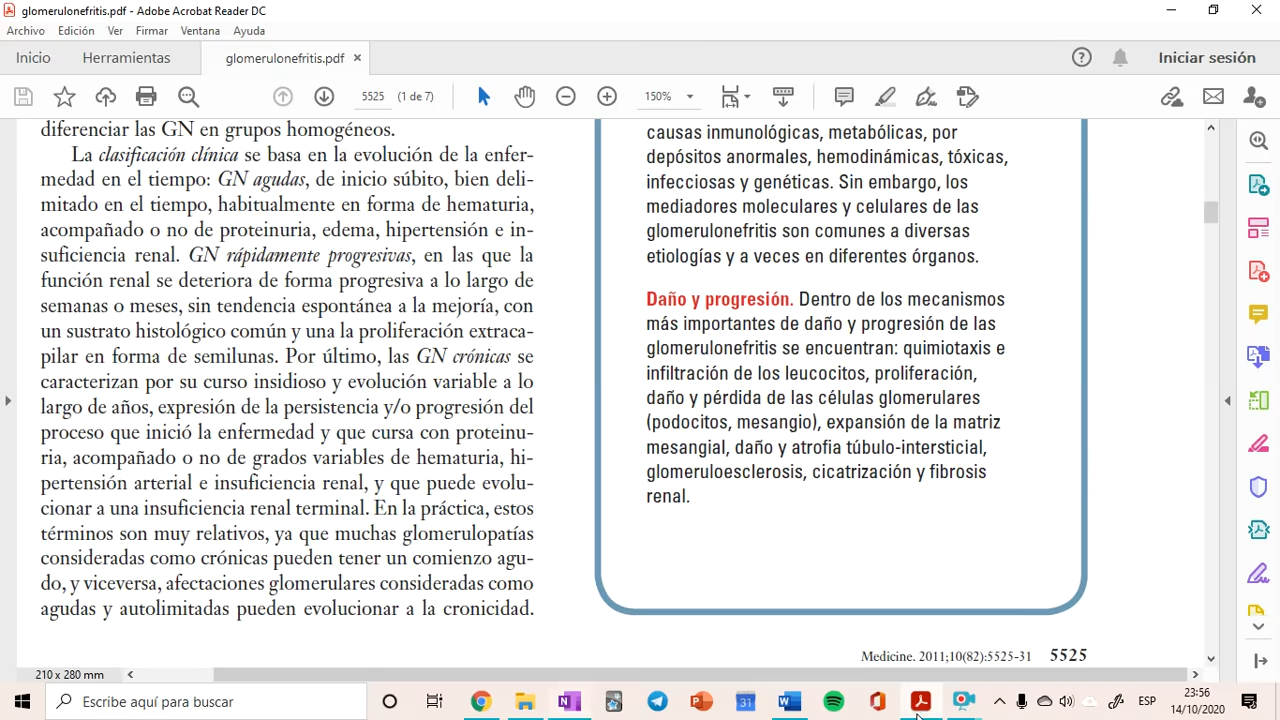 glomerulonefritis.pdf - Adobe Acrobat Reader DC
Archivo Edición Ver Firmar Ventana Ayuda
Inicio Herramientas glomerulonefritis.pdf × Iniciar sesión
5525 (1 de 7) 150%
diferenciar las GN en grupos homogéneos.
La clasificación clínica se basa en la evolución de la enfer-
medad en el tiempo: GN agudas, de inicio súbito, bien deli-
mitado en el tiempo, habitualmente en forma de hematuria,
acompañado o no de proteinuria, edema, hipertensión e in-
suficiencia renal. GN rápidamente progresivas, en las que la
función renal se deteriora de forma progresiva a lo largo de
semanas o meses, sin tendencia espontánea a la mejoría, con
un sustrato histológico común y una la proliferación extraca-
pilar en forma de semilunas. Por último, las GN crónicas se
caracterizan por su curso insidioso y evolución variable a lo
largo de años, expresión de la persistencia y/o progresión del
proceso que inició la enfermedad y que cursa con proteinu-
ria, acompañado o no de grados variables de hematuria, hi-
pertensión arterial e insuficiencia renal, y que puede evolu-
cionar a una insuficiencia renal terminal. En la práctica, estos
términos son muy relativos, ya que muchas glomerulopatías
consideradas como crónicas pueden tener un comienzo agu-
do, y viceversa, afectaciones glomerulares consideradas como
agudas y autolimitadas pueden evolucionar a la cronicidad.
causas inmunológicas, metabólicas, por
depósitos anormales, hemodinámicas, tóxicas,
infecciosas y genéticas. Sin embargo, los
mediadores moleculares y celulares de las
glomerulonefritis son comunes a diversas
etiologías y a veces en diferentes órganos.
Daño y progresión. Dentro de los mecanismos
más importantes de daño y progresión de las
glomerulonefritis se encuentran: quimiotaxis e
infiltración de los leucocitos, proliferación,
daño y pérdida de las células glomerulares
(podocitos, mesangio), expansión de la matriz
mesangial, daño y atrofia túbulo-intersticial,
glomeruloesclerosis, cicatrización y fibrosis
renal.
Medicine. 2011;10(82):5525-31 5525
210 x 280 mm
Escribe aquí para buscar
31
ESP
23:56
14/10/2020